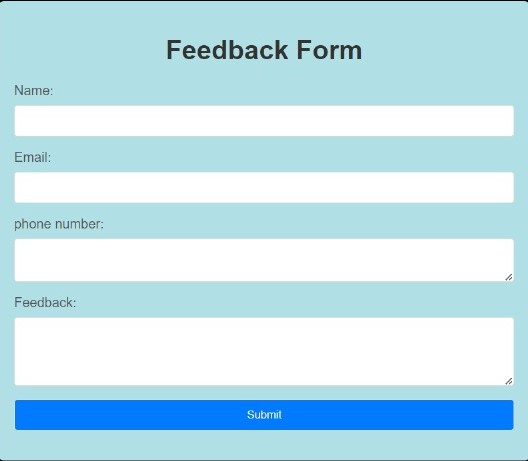 Feedback Form
Name:
Email:
phone number:
Feedback:
Submit